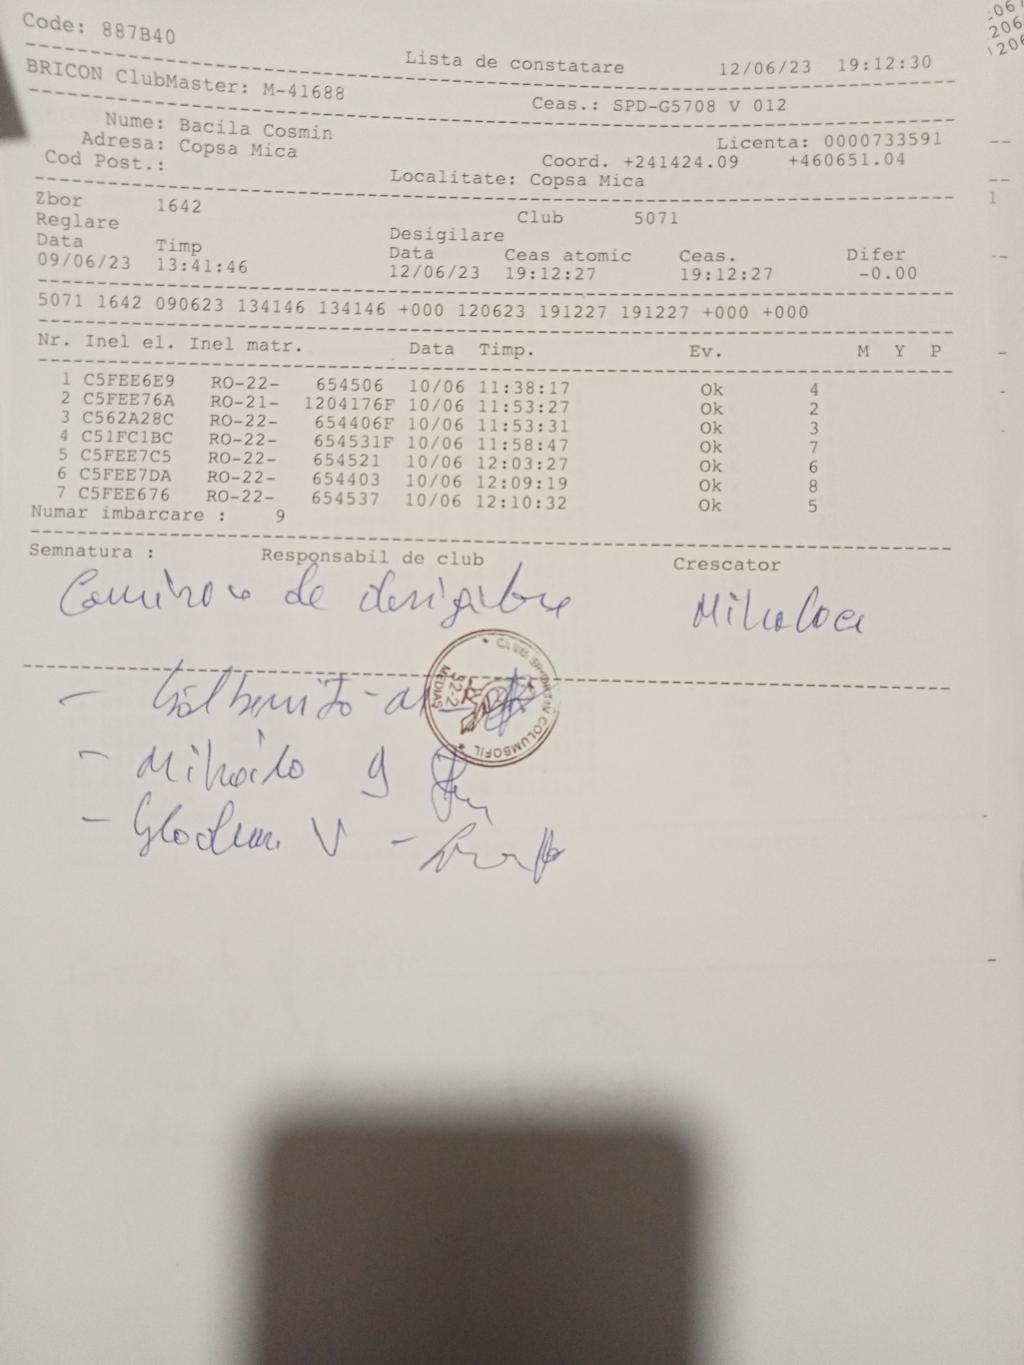 Code: 887B40
Lista de constatare 12/06/23 19:12:30
BRICON ClubMaster: M-41688 Ceas.: SPD-G5708 V 012
Nume: Bacila Cosmin Licenta: 0000733591
Adresa: Copsa Mica Coord. +241424.09 +460651.04
Cod Post.: Localitate: Copsa Mica
Zbor 1642 Club 5071
Reglare Desigilare
Data Timp Data Ceas atomic Ceas. Difer
09/06/23 13:41:46 12/06/23 19:12:27 19:12:27 -0.00
5071 1642 090623 134146 134146 +000 120623 191227 191227 +000 +000
Nr. Inel el. Inel matr. Data Timp. Ev. M Y P
1 C5FEE6E9 RO-22- 654506 10/06 11:38:17 Ok 4
2 C5FEE76A RO-21- 1204176F 10/06 11:53:27 Ok 2
3 C562A28C RO-22- 654406F 10/06 11:53:31 Ok 3
4 C51FC1BC RO-22- 654531F 10/06 11:58:47 Ok 7
5 C5FEE7C5 RO-22- 654521 10/06 12:03:27 Ok 6
6 C5FEE7DA RO-22- 654403 10/06 12:09:19 Ok 8
7 C5FEE676 RO-22- 654537 10/06 12:10:32 Ok 5
Numar imbarcare : 9
Semnatura : Responsabil de club Crescator
de
COLUMBOFIL
MEDIAS